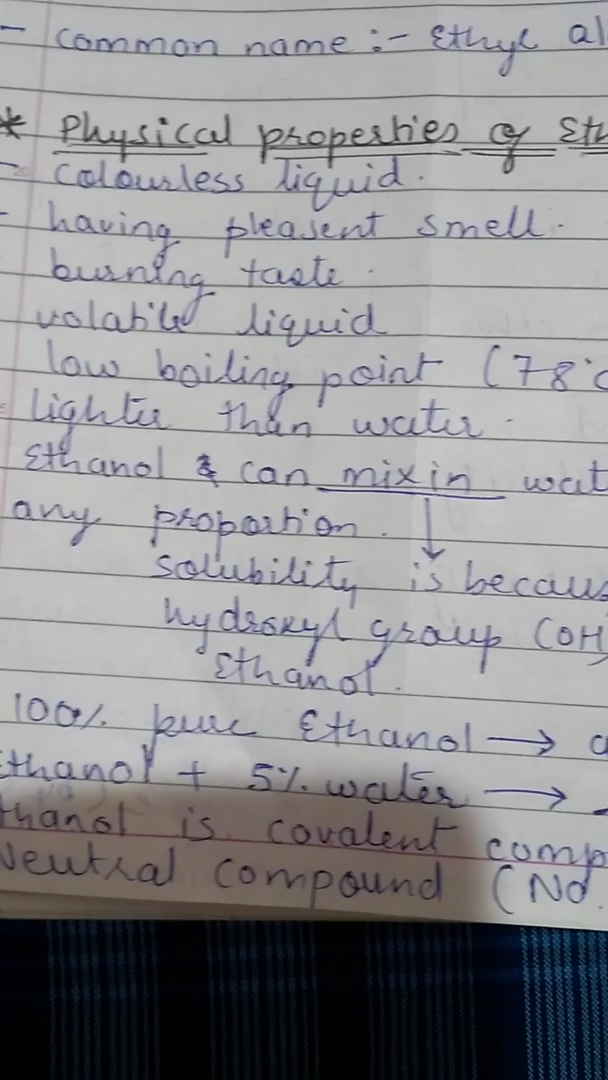 - common name :- Ethyl al
* Physical properties of Eth
- colourless liquid.
- having pleasent smell.
burning taste.
volatile liquid
low boiling point (78°c
lighter than water.
Ethanol & can mix in wat
any proportion.
solubility is becaus
hydroxyl group (OH)
Ethanol.
100% pure Ethanol → a
thanol + 5% water →
thanol is covalent comp
Neutral compound (No